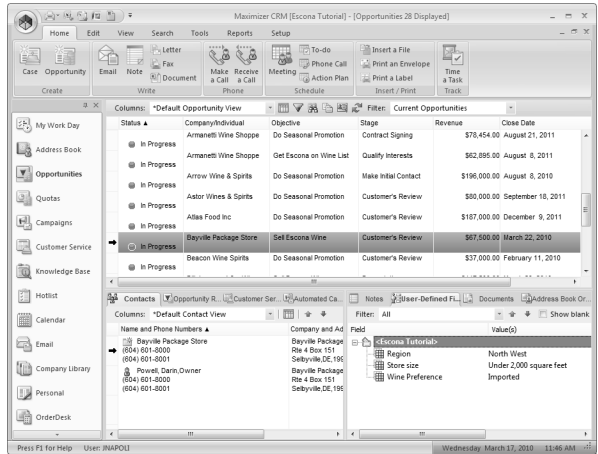 Maximizer CRM [Escona Tutorial] - [Opportunities 28 Displayed]
Home Edit View Search Tools Reports Setup
Case Opportunity Email Note Letter Fax Document Make a Call Receive a Call Meeting To-do Phone Call Action Plan Insert a File Print an Envelope Print a Label Time a Task
Create Write Phone Schedule Insert / Print Track
Columns: *Default Opportunity View Filter: Current Opportunities
My Work Day
Address Book
Opportunities
Quotas
Campaigns
Customer Service
Knowledge Base
Hotlist
Calendar
Email
Company Library
Personal
OrderDesk
Status ▲ Company/Individual Objective Stage Revenue Close Date
In Progress Armanetti Wine Shoppe Do Seasonal Promotion Contract Signing $78,454.00 August 21, 2011
In Progress Armanetti Wine Shoppe Get Escona on Wine List Qualify Interests $62,895.00 August 8, 2011
In Progress Arrow Wine & Spirits Do Seasonal Promotion Make Initial Contact $196,000.00 August 8, 2010
In Progress Astor Wines & Spirits Do Seasonal Promotion Customer's Review $80,000.00 September 18, 2011
In Progress Atlas Food Inc Do Seasonal Promotion Customer's Review $187,000.00 December 9, 2011
In Progress Bayville Package Store Sell Escona Wine Customer's Review $67,500.00 March 22, 2010
In Progress Beacon Wine Spirits Do Seasonal Promotion Customer's Review $37,000.00 February 11, 2010
Contacts Opportunity R... Customer Ser... Automated Ca...
Columns: *Default Contact View
Name and Phone Numbers ▲ Company and Ad
Bayville Package Store Bayville Package
(604) 601-8000 Rte 4 Box 151
(604) 601-8001 Selbyville,DE,199
Powell, Darin,Owner Bayville Package
(604) 601-8000 Rte 4 Box 151
(604) 601-8001 Selbyville,DE,199
Notes User-Defined Fi... Documents Address Book Or...
Filter: All Show blank
Field Value(s)
<Escona Tutorial>
Region North West
Store size Under 2,000 square feet
Wine Preference Imported
Press F1 for Help User: JNAPOLI Wednesday March 17, 2010 11:46 AM